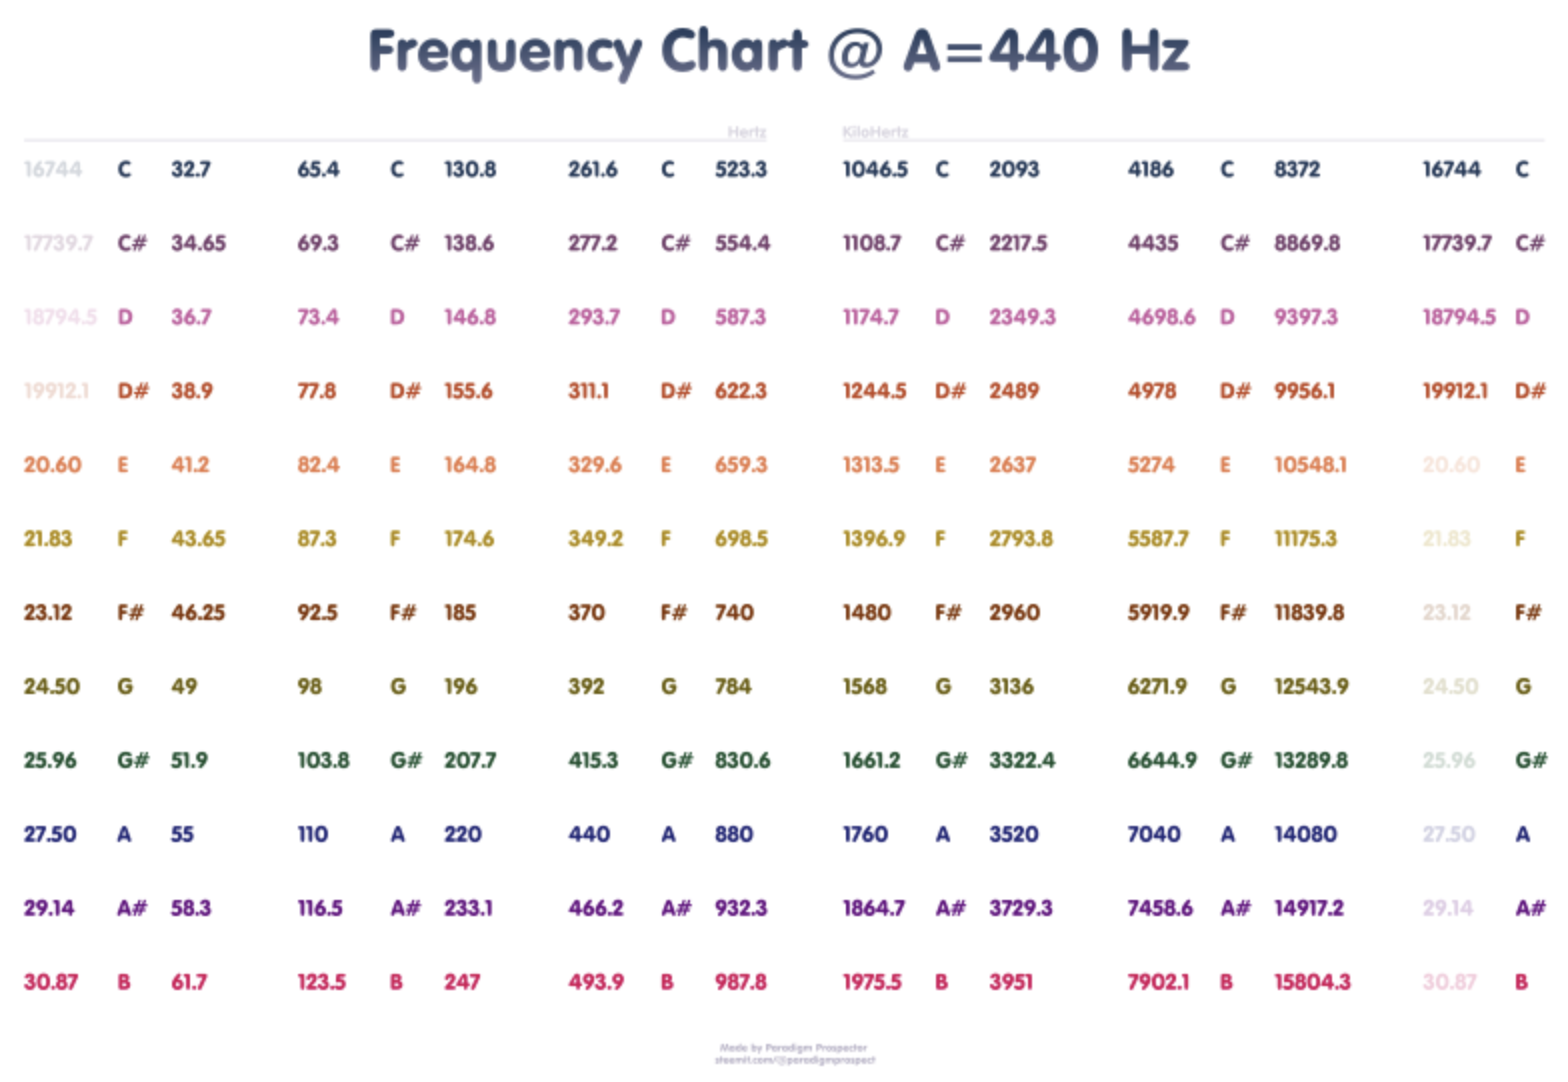 Frequency Chart @ A=440 Hz
Hertz KiloHertz
16744 C 32.7 65.4 C 130.8 261.6 C 523.3 1046.5 C 2093 4186 C 8372 16744 C
17739.7 C# 34.65 69.3 C# 138.6 277.2 C# 554.4 1108.7 C# 2217.5 4435 C# 8869.8 17739.7 C#
18794.5 D 36.7 73.4 D 146.8 293.7 D 587.3 1174.7 D 2349.3 4698.6 D 9397.3 18794.5 D
19912.1 D# 38.9 77.8 D# 155.6 311.1 D# 622.3 1244.5 D# 2489 4978 D# 9956.1 19912.1 D#
20.60 E 41.2 82.4 E 164.8 329.6 E 659.3 1313.5 E 2637 5274 E 10548.1 20.60 E
21.83 F 43.65 87.3 F 174.6 349.2 F 698.5 1396.9 F 2793.8 5587.7 F 11175.3 21.83 F
23.12 F# 46.25 92.5 F# 185 370 F# 740 1480 F# 2960 5919.9 F# 11839.8 23.12 F#
24.50 G 49 98 G 196 392 G 784 1568 G 3136 6271.9 G 12543.9 24.50 G
25.96 G# 51.9 103.8 G# 207.7 415.3 G# 830.6 1661.2 G# 3322.4 6644.9 G# 13289.8 25.96 G#
27.50 A 55 110 A 220 440 A 880 1760 A 3520 7040 A 14080 27.50 A
29.14 A# 58.3 116.5 A# 233.1 466.2 A# 932.3 1864.7 A# 3729.3 7458.6 A# 14917.2 29.14 A#
30.87 B 61.7 123.5 B 247 493.9 B 987.8 1975.5 B 3951 7902.1 B 15804.3 30.87 B
Made by Paradigm Prospector
steemit.com/@paradigmprospect